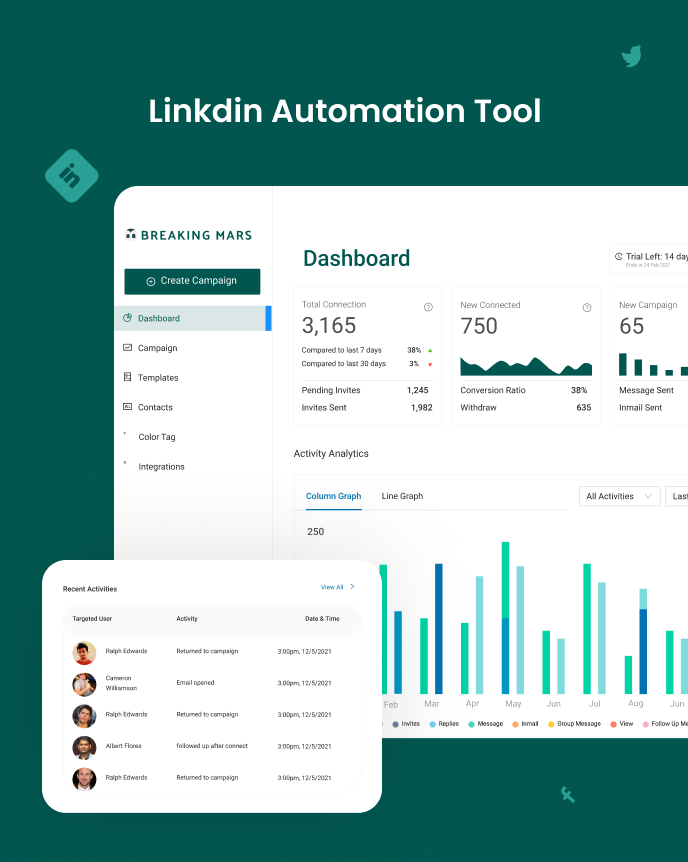 Linkdin Automation Tool
in
BREAKING MARS
Create Campaign
Dashboard
Campaign
Templates
Contacts
Color Tag
Integrations
Dashboard
Trial Left: 14 day
Ends at 24 Feb 2021
Total Connection
3,165
Compared to last 7 days 38%
Compared to last 30 days 3%
Pending Invites 1,245
Invites Sent 1,982
New Connected
750
Conversion Ratio 38%
Withdraw 635
New Campaign
65
Message Sent
Inmail Sent
Activity Analytics
Column Graph Line Graph All Activities Last
250
Feb Mar Apr May Jun Jul Aug Jun
Invites Replies Message Inmail Group Message View Follow Up Me
Recent Activities View All
Targeted User Activity Date & Time
Ralph Edwards Returned to campaign 3:00pm, 12/5/2021
Cameron
Williamson Email opened 3:00pm, 12/5/2021
Ralph Edwards Returned to campaign 3:00pm, 12/5/2021
Albert Flores followed up after connect 3:00pm, 12/5/2021
Ralph Edwards Returned to campaign 3:00pm, 12/5/2021